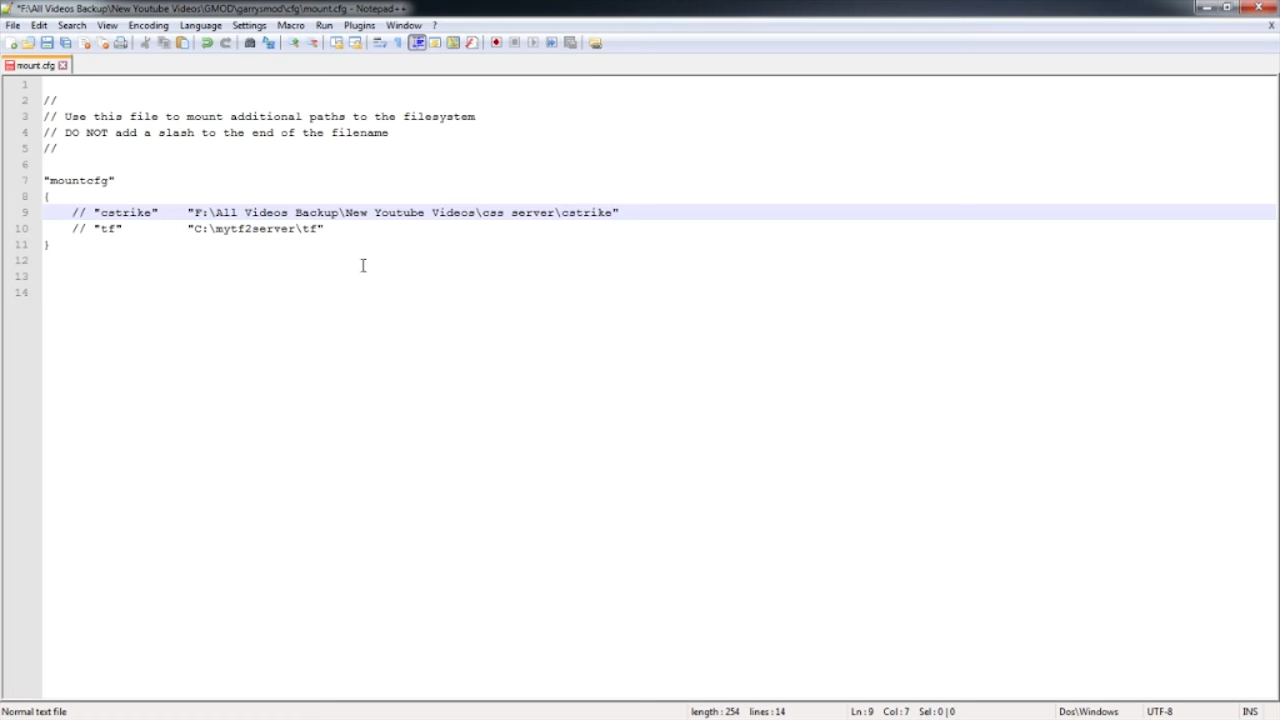 *F:\All Videos Backup\New Youtube Videos\GMOD\garrysmod\cfg\mount.cfg - Notepad++
File Edit Search View Encoding Language Settings Macro Run Plugins Window ? X
mount.cfg
1
2 //
3 // Use this file to mount additional paths to the filesystem
4 // DO NOT add a slash to the end of the filename
5 //
6
7 "mountcfg"
8 {
9 // "cstrike" "F:\All Videos Backup\New Youtube Videos\css server\cstrike"
10 // "tf" "C:\mytf2server\tf"
11 }
12
13
14
Normal text file length : 254 lines : 14 Ln : 9 Col : 7 Sel : 0 | 0 Dos\Windows UTF-8 INS